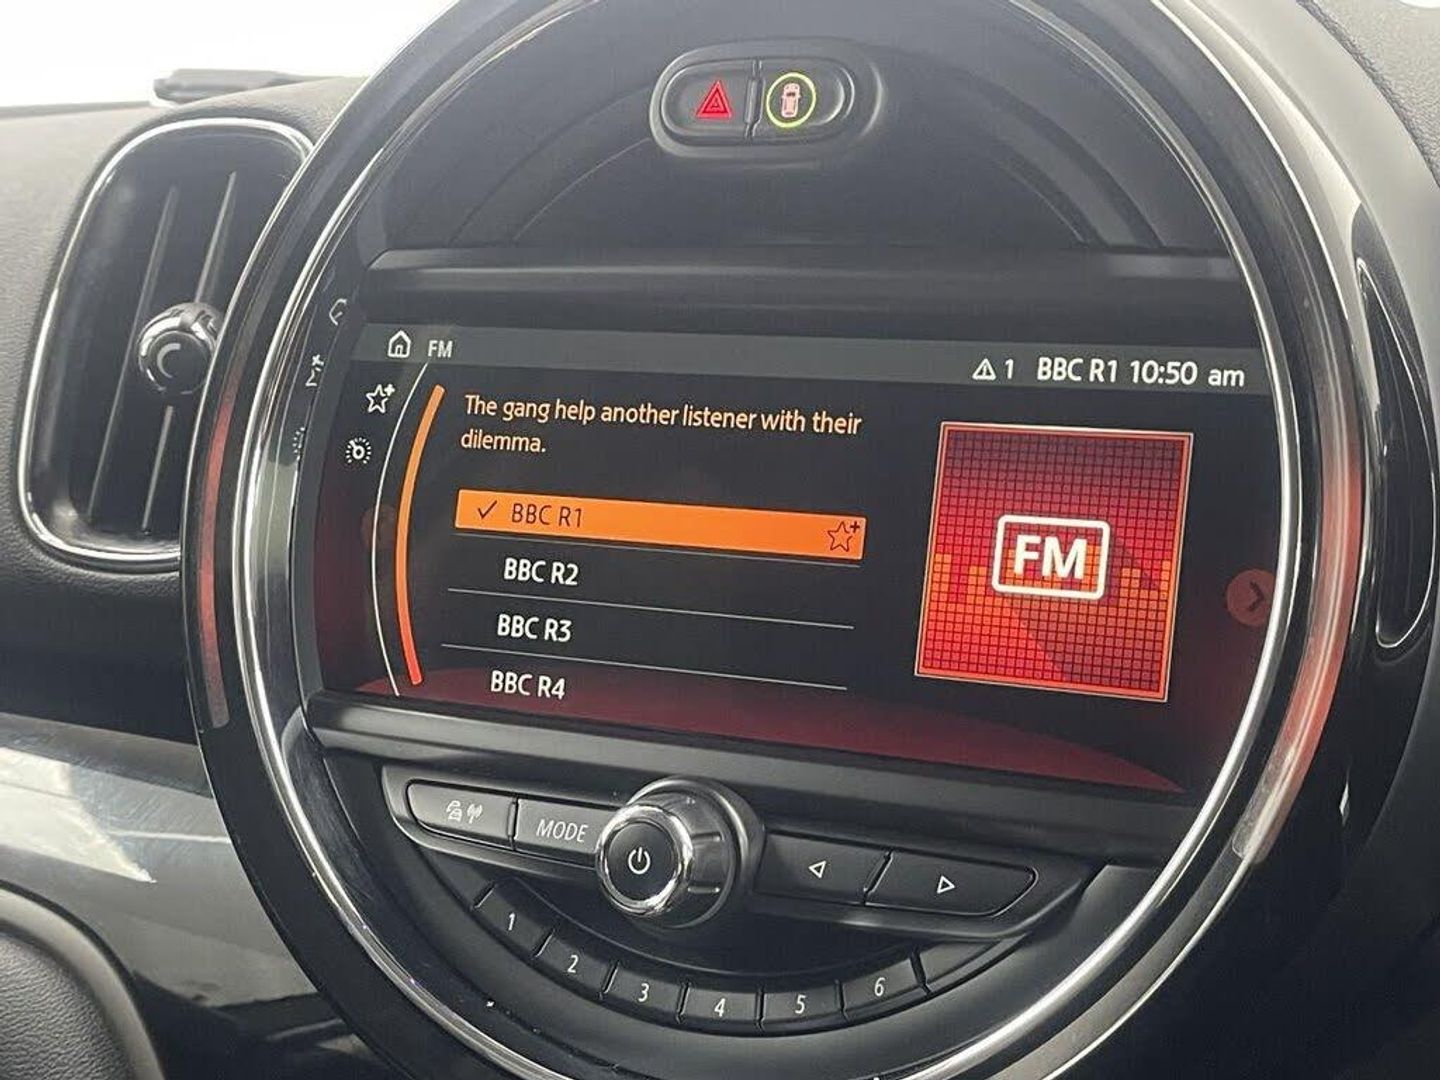 FM
1 BBC R1 10:50 am
The gang help another listener with their
dilemma.
BBC R1
BBC R2
BBC R3
BBC R4
FM
MODE
1
2
3
4
5
6